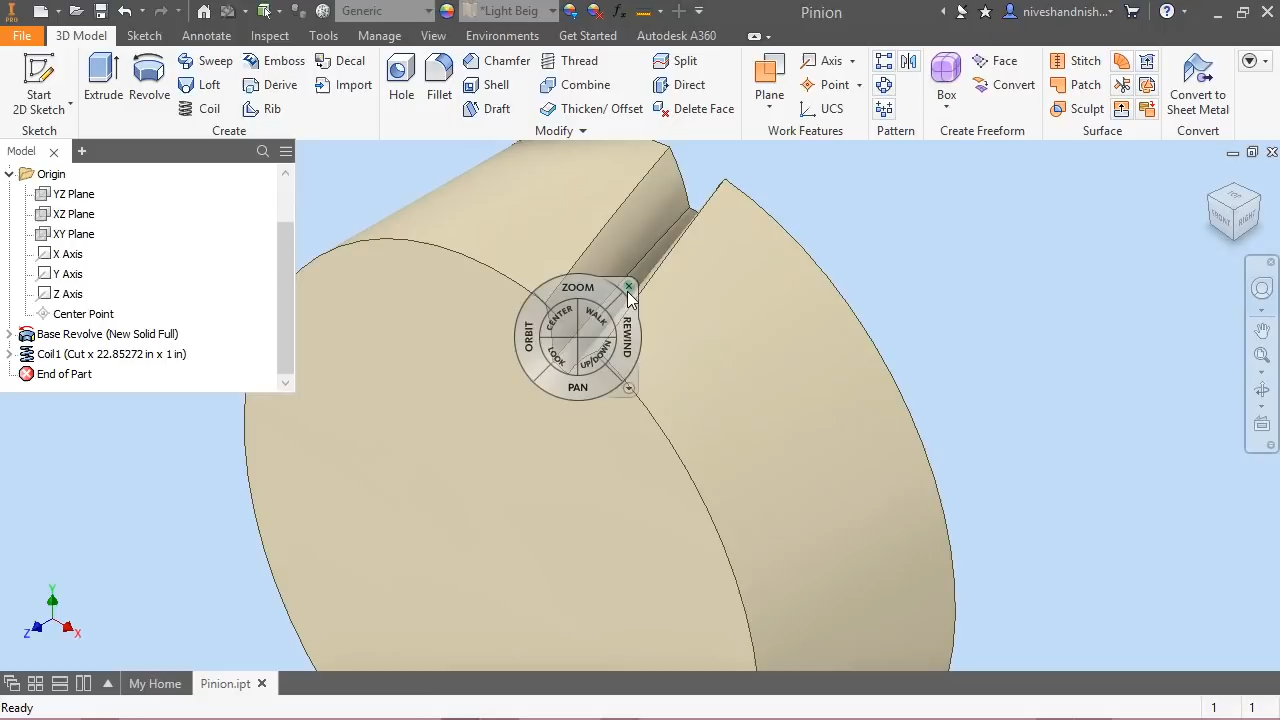 PRO
Generic
*Light Beig
Pinion
niveshandnish...
File
3D Model
Sketch
Annotate
Inspect
Tools
Manage
View
Environments
Get Started
Autodesk A360
Start
2D Sketch
Extrude
Revolve
Sweep
Loft
Coil
Emboss
Derive
Rib
Decal
Import
Hole
Fillet
Chamfer
Shell
Draft
Thread
Combine
Thicken/ Offset
Split
Direct
Delete Face
Plane
Axis
Point
UCS
Box
Face
Convert
Stitch
Patch
Sculpt
Convert to
Sheet Metal
Sketch
Create
Modify
Work Features
Pattern
Create Freeform
Surface
Convert
Model
Origin
YZ Plane
XZ Plane
XY Plane
X Axis
Y Axis
Z Axis
Center Point
Base Revolve (New Solid Full)
Coil1 (Cut x 22.85272 in x 1 in)
End of Part
TOP
FRONT
RIGHT
ZOOM
ORBIT
CENTER
WALK
REWIND
LOOK
UP/DOWN
PAN
Y
Z
X
My Home
Pinion.ipt
Ready
1
1